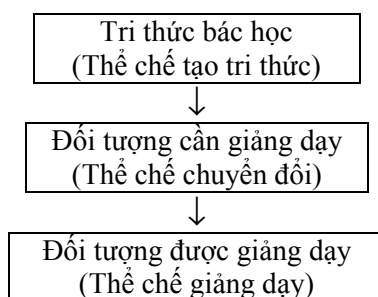 Tri thức bác học
(Thể chế tạo tri thức)
↓
Đối tượng cần giảng dạy
(Thể chế chuyển đổi)
↓
Đối tượng được giảng dạy
(Thể chế giảng dạy)